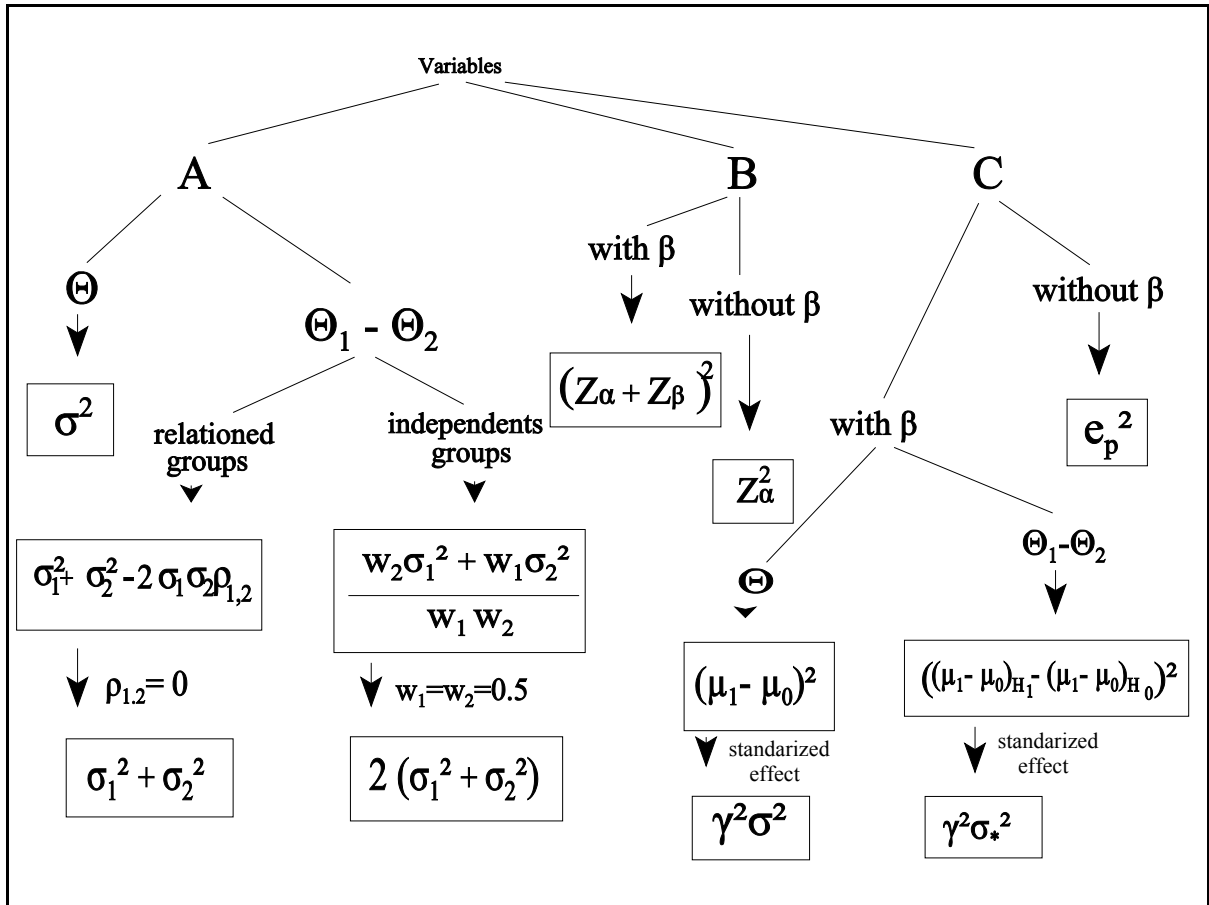 Variables
A
B
C
Θ
σ²
Θ₁ - Θ₂
relationed
groups
σ₁²+ σ₂² - 2 σ₁σ₂ρ₁,₂
ρ₁.₂= 0
σ₁² + σ₂²
independents
groups
w₂σ₁² + w₁σ₂²
w₁ w₂
w₁=w₂=0.5
2 (σ₁² + σ₂²)
with β
(Zα + Zβ )²
without β
Zα²
with β
Θ
(μ₁- μ₀)²
standarized
effect
γ²σ²
Θ₁-Θ₂
((μ₁- μ₀)H₁- (μ₁- μ₀)H₀)²
standarized
effect
γ²σ*²
without β
eₚ²